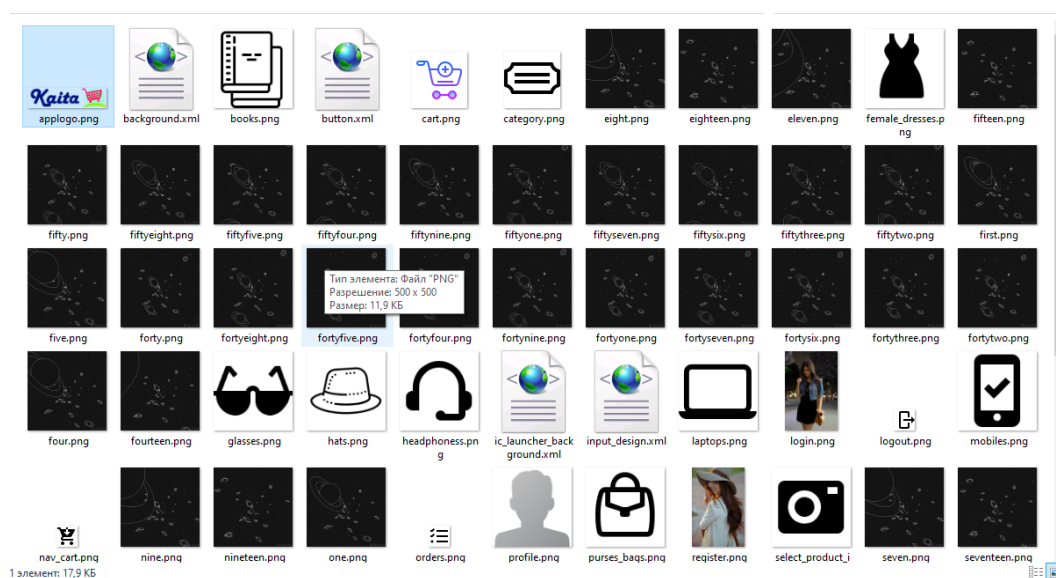 Kaita
applogo.png
background.xml
books.png
button.xml
cart.png
category.png
eight.png
eighteen.png
eleven.png
female_dresses.p
ng
fifteen.png
fifty.png
fiftyeight.png
fiftyfive.png
fiftyfour.png
fiftynine.png
fiftyone.png
fiftyseven.png
fiftysix.png
fiftythree.png
fiftytwo.png
first.png
Тип элемента: Файл "PNG"
Разрешение: 500 x 500
Размер: 11,9 КБ
five.png
forty.png
fortyeight.png
fortyfive.png
fortyfour.png
fortynine.png
fortyone.png
fortyseven.png
fortysix.png
fortythree.png
fortytwo.png
four.png
fourteen.png
glasses.png
hats.png
headphoness.pn
g
ic_launcher_back
ground.xml
input_design.xml
laptops.png
login.png
logout.png
mobiles.png
nav_cart.png
nine.png
nineteen.png
one.png
orders.png
profile.png
purses_bags.png
register.png
select_product_i
seven.png
seventeen.png
1 элемент: 17,9 КБ